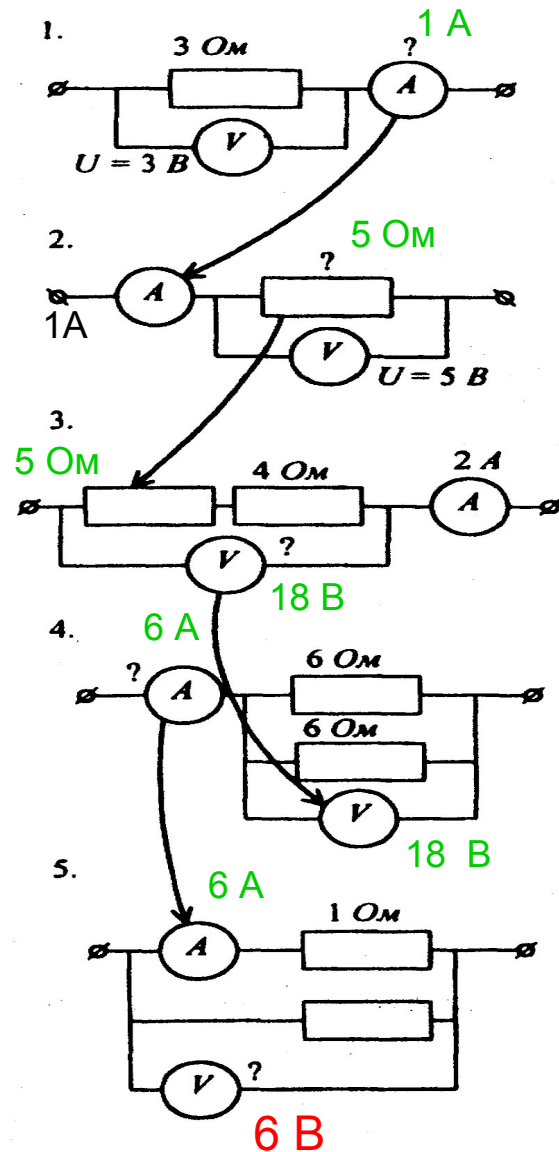 1.
1 А
3 Ом
?
A
V
U = 3 В
2.
5 Ом
?
A
1А
V
U = 5 В
3.
5 Ом
4 Ом
2 А
A
V
?
18 В
4.
6 А
?
A
6 Ом
6 Ом
V
18 В
5.
6 А
A
1 Ом
V
?
6 В